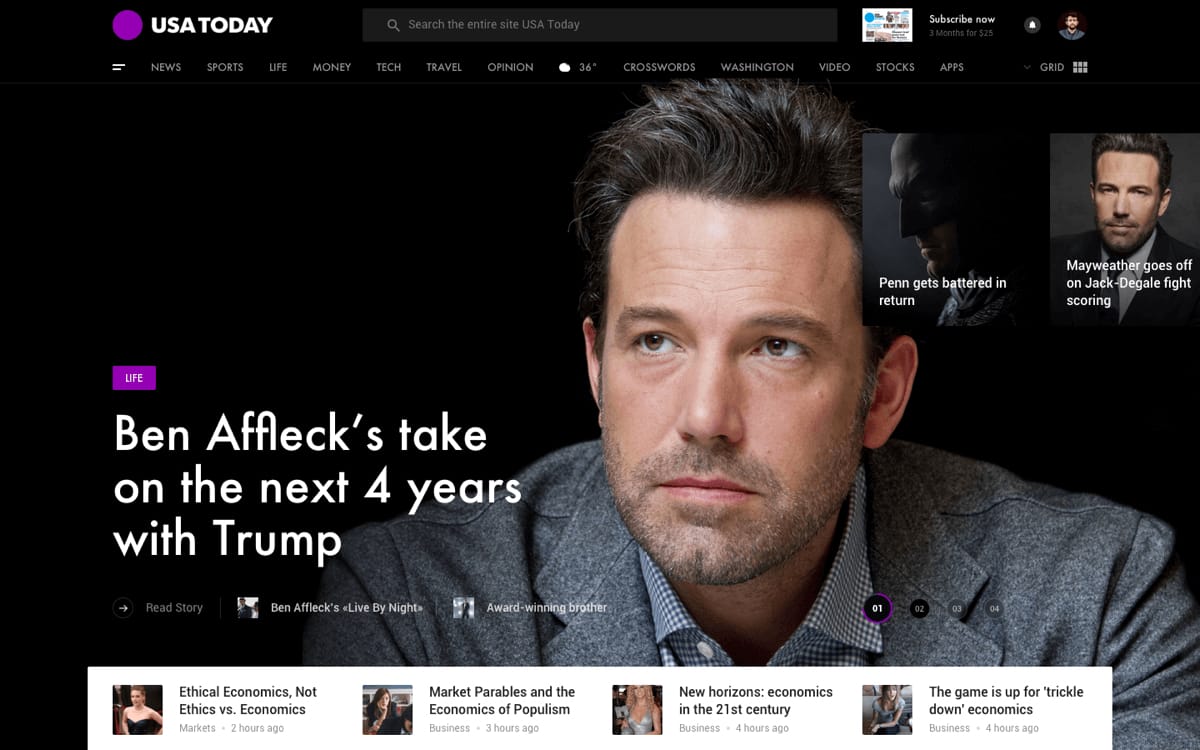 USA TODAY
Search the entire site USA Today
Subscribe now
3 Months for $25
NEWS SPORTS LIFE MONEY TECH TRAVEL OPINION 36° CROSSWORDS WASHINGTON VIDEO STOCKS APPS GRID
Penn gets battered in
return
Mayweather goes off
on Jack-Degale fight
scoring
LIFE
Ben Affleck’s take
on the next 4 years
with Trump
Read Story
Ben Affleck's «Live By Night»
Award-winning brother
01 02 03 04
Ethical Economics, Not
Ethics vs. Economics
Markets • 2 hours ago
Market Parables and the
Economics of Populism
Business • 3 hours ago
New horizons: economics
in the 21st century
Business • 4 hours ago
The game is up for 'trickle
down' economics
Business • 4 hours ago